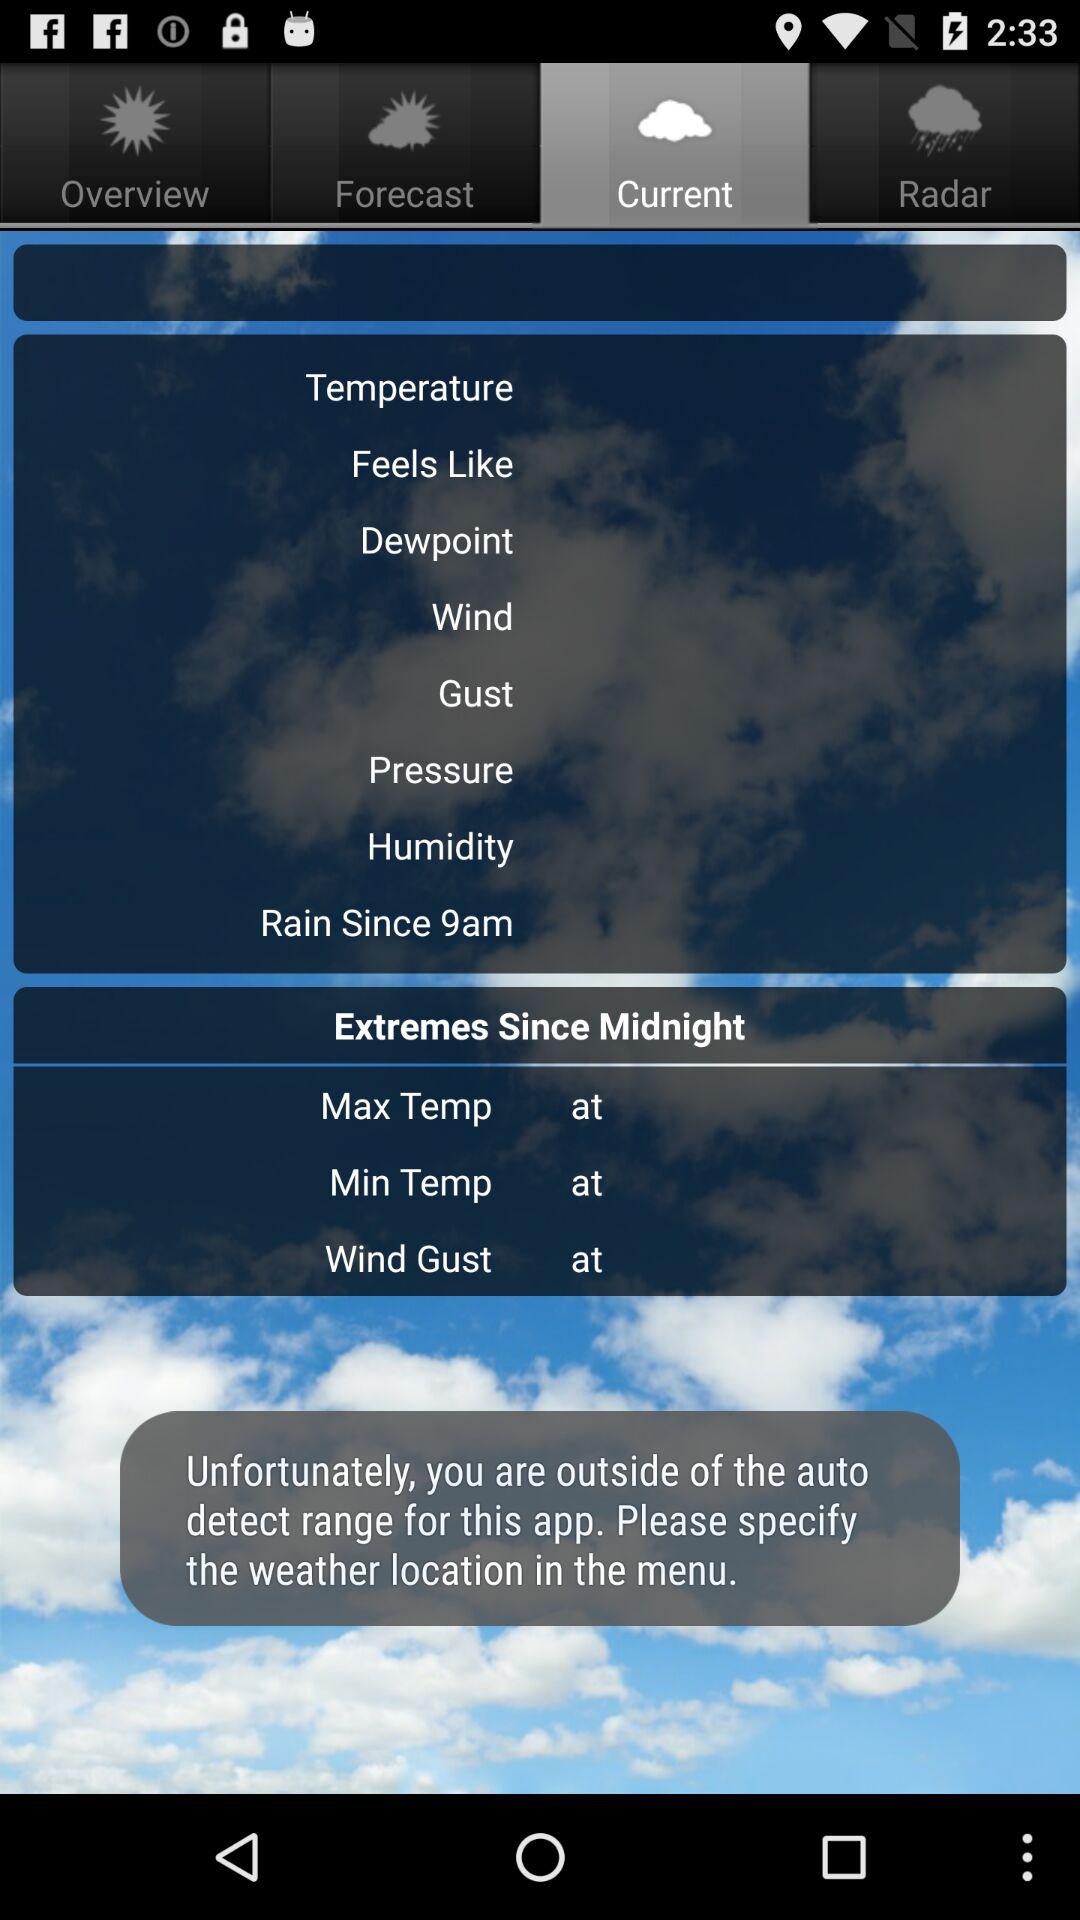 2:33
Overview
Forecast
Current
Radar
Temperature
Feels Like
Dewpoint
Wind
Gust
Pressure
Humidity
Rain Since 9am
Extremes Since Midnight
Max Temp at
Min Temp at
Wind Gust at
Unfortunately, you are outside of the auto
detect range for this app. Please specify
the weather location in the menu.